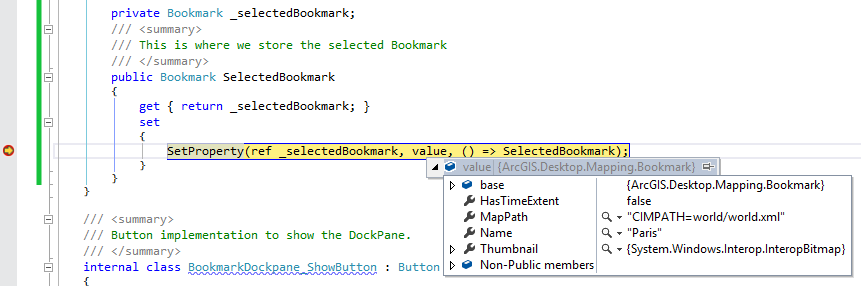 private Bookmark _selectedBookmark;
/// <summary>
/// This is where we store the selected Bookmark
/// </summary>
public Bookmark SelectedBookmark
{
get { return _selectedBookmark; }
set
{
SetProperty(ref _selectedBookmark, value, () => SelectedBookmark);
}
}
}
value {ArcGIS.Desktop.Mapping.Bookmark}
base {ArcGIS.Desktop.Mapping.Bookmark}
HasTimeExtent false
MapPath "CIMPATH=world/world.xml"
Name "Paris"
Thumbnail {System.Windows.Interop.InteropBitmap}
Non-Public members
/// <summary>
/// Button implementation to show the DockPane.
/// </summary>
internal class BookmarkDockpane_ShowButton : Button
{